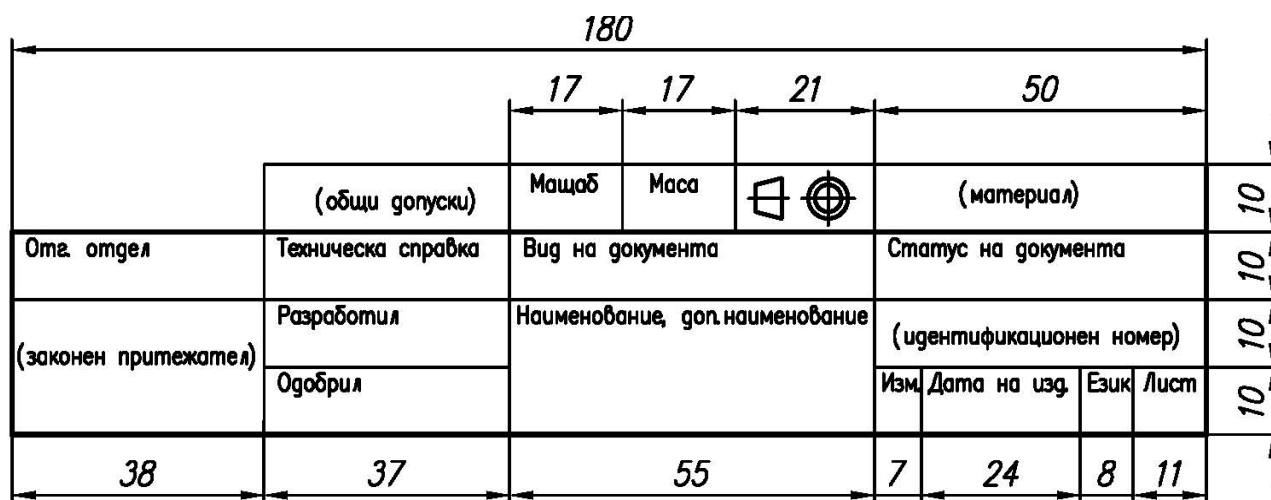 180
17 17 21 50
(общи допуски) Мащаб Маса (материал) 10
Отг. отдел Техническа справка Вид на документа Статус на документа 10
(законен притежател) Разработил Наименование, доп. наименование (идентификационен номер) 10
Одобрил Изм. Дата на изд. Език Лист 10
38 37 55 7 24 8 11